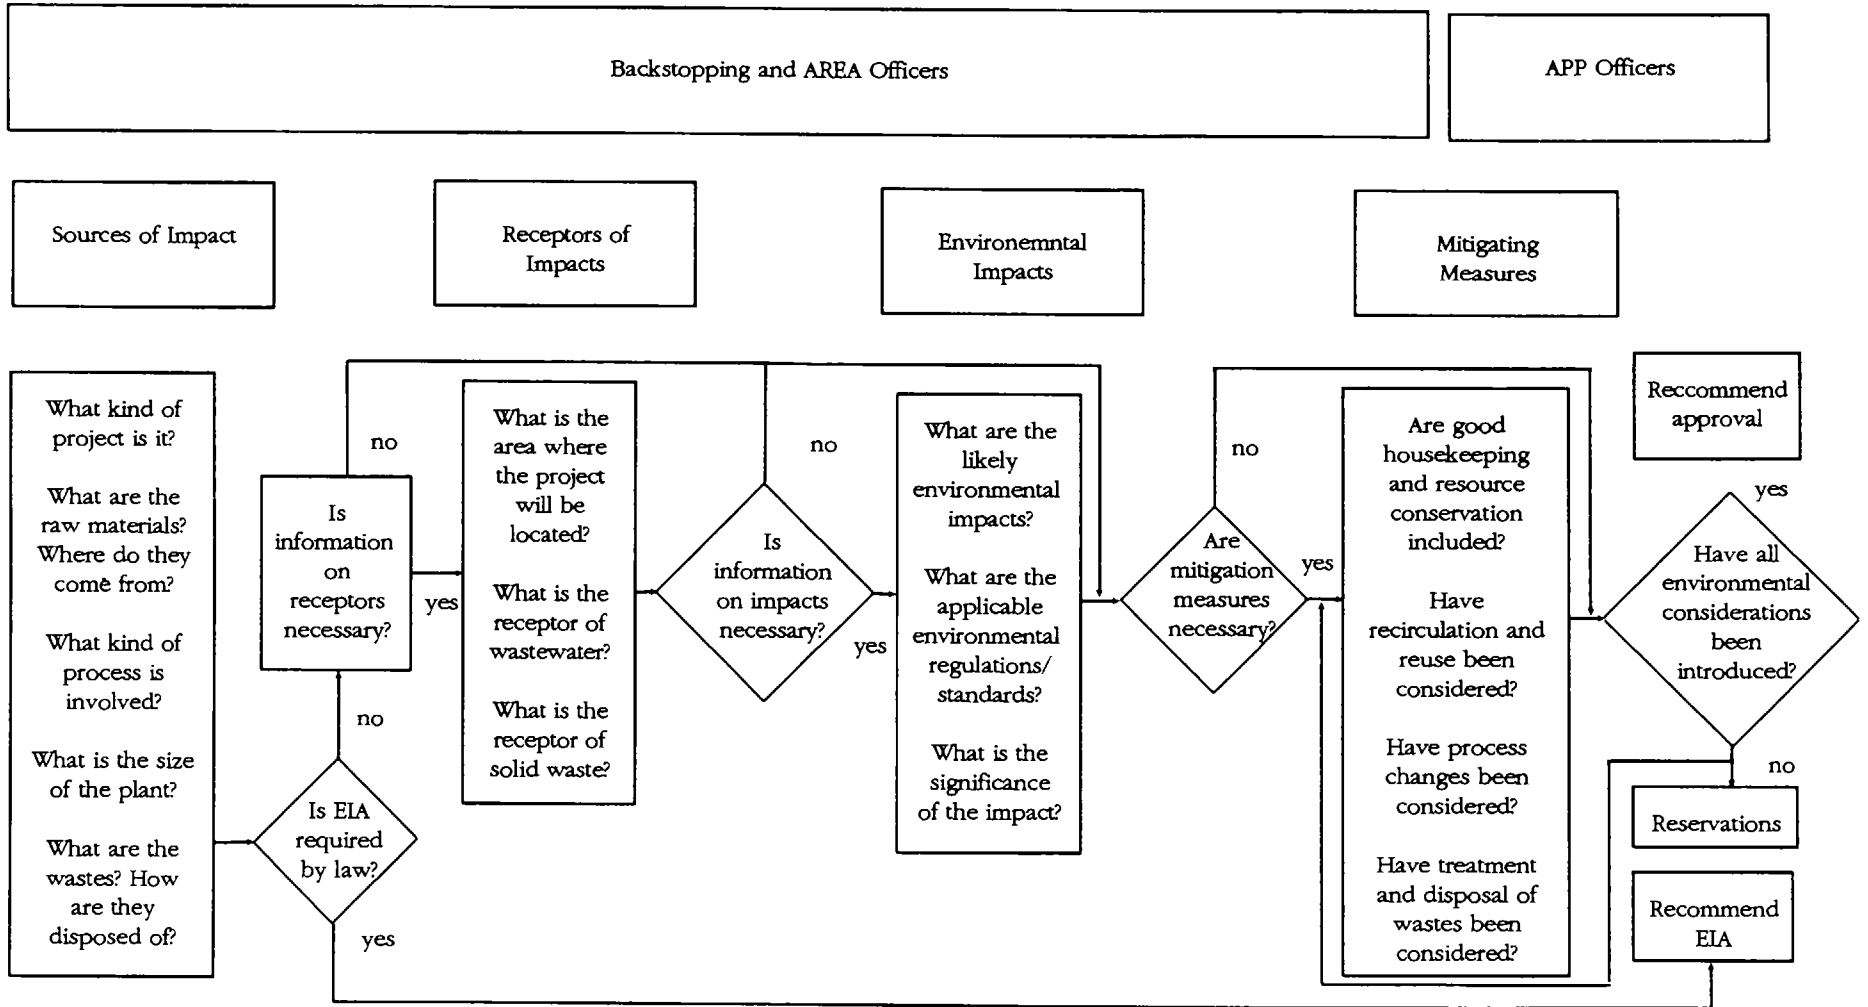 Backstopping and AREA Officers
APP Officers
Sources of Impact
Receptors of
Impacts
Environemntal
Impacts
Mitigating
Measures
What kind of
project is it?
What are the
raw materials?
Where do they
come from?
What kind of
process is
involved?
What is the size
of the plant?
What are the
wastes? How
are they
disposed of?
Is EIA
required
by law?
yes
no
Is
information
on
receptors
necessary?
no
yes
What is the
area where
the project
will be
located?
What is the
receptor of
wastewater?
What is the
receptor of
solid waste?
Is
information
on impacts
necessary?
no
yes
What are the
likely
environmental
impacts?
What are the
applicable
environmental
regulations/
standards?
What is the
significance
of the impact?
Are
mitigation
measures
necessary?
no
yes
Are good
housekeeping
and resource
conservation
included?
Have
recirculation and
reuse been
considered?
Have process
changes been
considered?
Have treatment
and disposal of
wastes been
considered?
Reccommend
approval
yes
Have all
environmental
considerations
been
introduced?
no
Reservations
Recommend
EIA